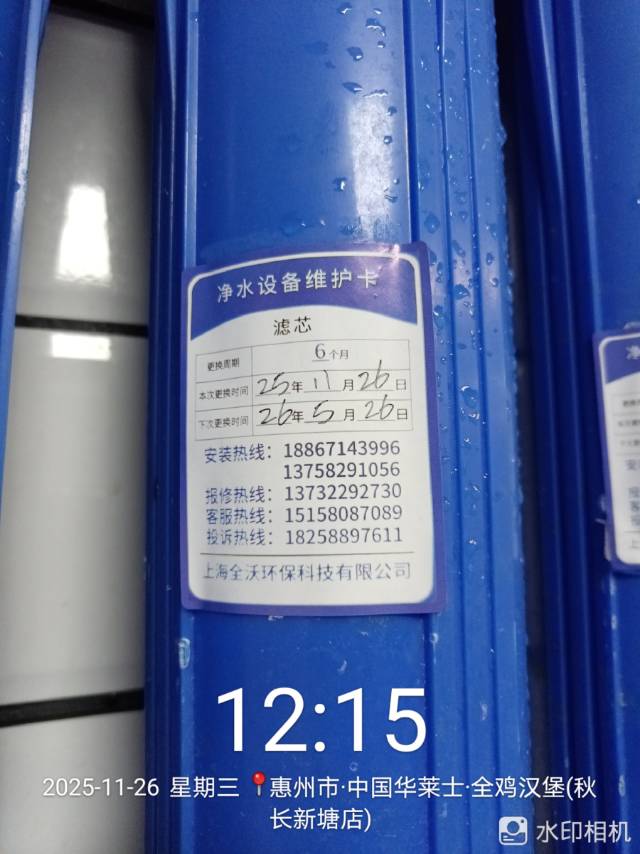 净水设备维护卡
滤芯
更换周期 6个月
本次更换时间 25年 11月 26日
下次更换时间 26年 5月 26日
安装热线：18867143996
13758291056
报修热线：13732292730
客服热线：15158087089
投诉热线：18258897611
上海全沃环保科技有限公司
12:15
2025-11-26 星期三 惠州市·中国华莱士·全鸡汉堡(秋
长新塘店)
水印相机